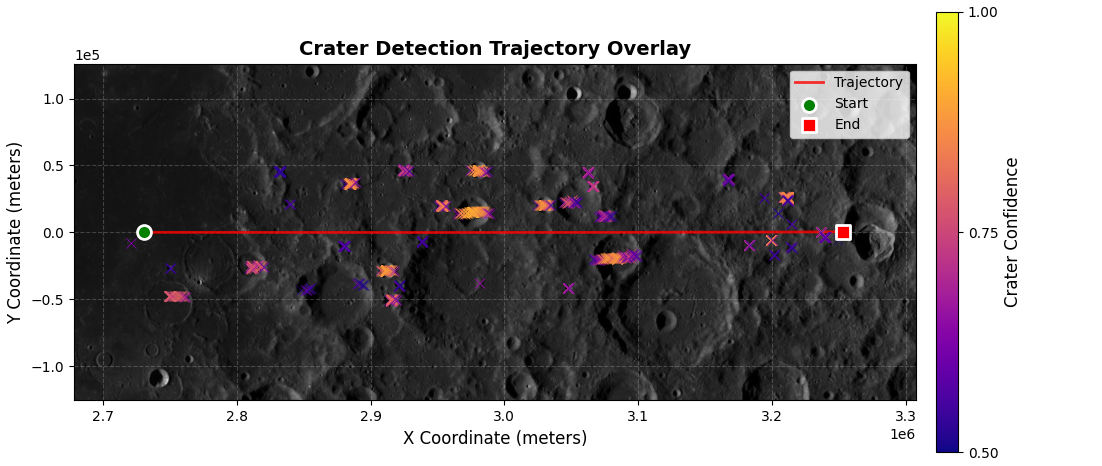 Crater Detection Trajectory Overlay
1e5
1.0
0.5
0.0
−0.5
−1.0
Y Coordinate (meters)
2.7
2.8
2.9
3.0
3.1
3.2
3.3
1e6
X Coordinate (meters)
Trajectory
Start
End
1.00
0.75
0.50
Crater Confidence